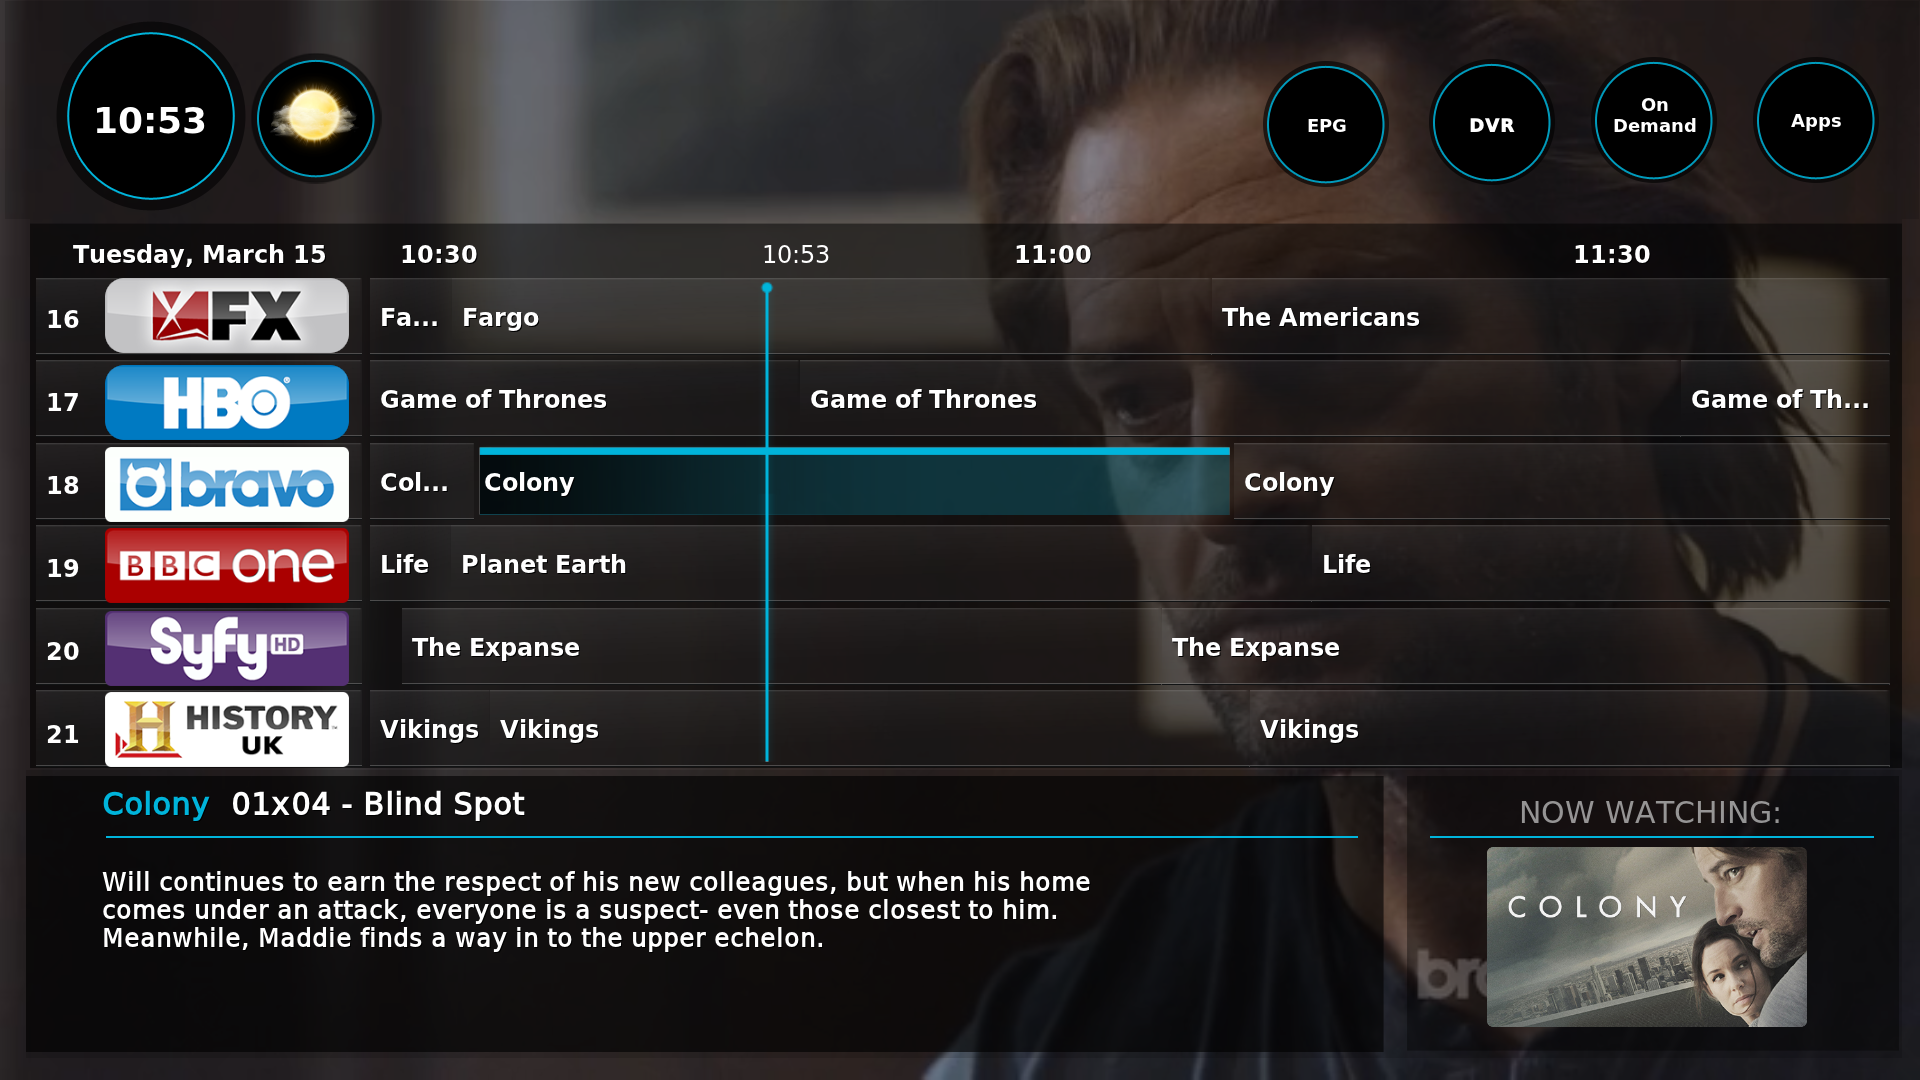 10:53
EPG
DVR
On
Demand
Apps
Tuesday, March 15 10:30 10:53 11:00 11:30
16 FX Fa... Fargo The Americans
17 HBO® Game of Thrones Game of Thrones Game of Th...
18 bravo Col... Colony Colony
19 BBC one Life Planet Earth Life
20 Syfy HD The Expanse The Expanse
21 H HISTORY™ Vikings Vikings Vikings
UK
Colony 01x04 - Blind Spot
Will continues to earn the respect of his new colleagues, but when his home
comes under an attack, everyone is a suspect- even those closest to him.
Meanwhile, Maddie finds a way in to the upper echelon.
NOW WATCHING:
COLONY